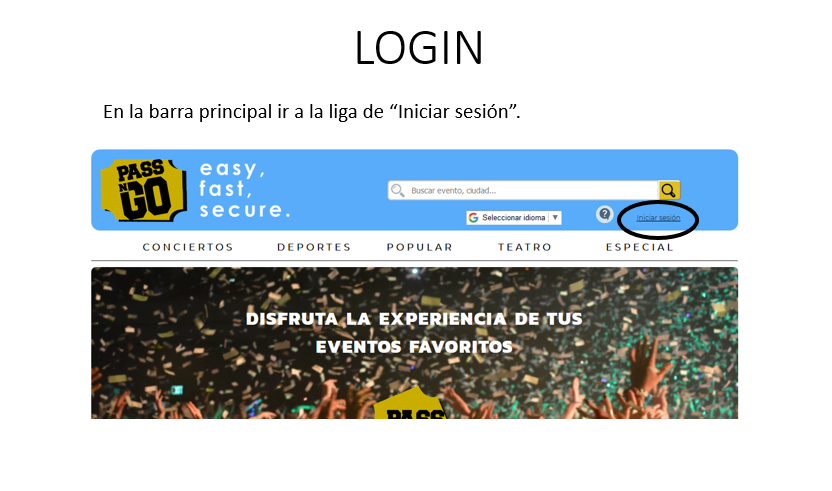 LOGIN
En la barra principal ir a la liga de “Iniciar sesión”.
PASS
N
GO
easy,
fast,
secure.
Buscar evento, ciudad...
G Seleccionar idioma ▼
?
Iniciar sesión
CONCIERTOS DEPORTES POPULAR TEATRO ESPECIAL
DISFRUTA LA EXPERIENCIA DE TUS
EVENTOS FAVORITOS
PASS